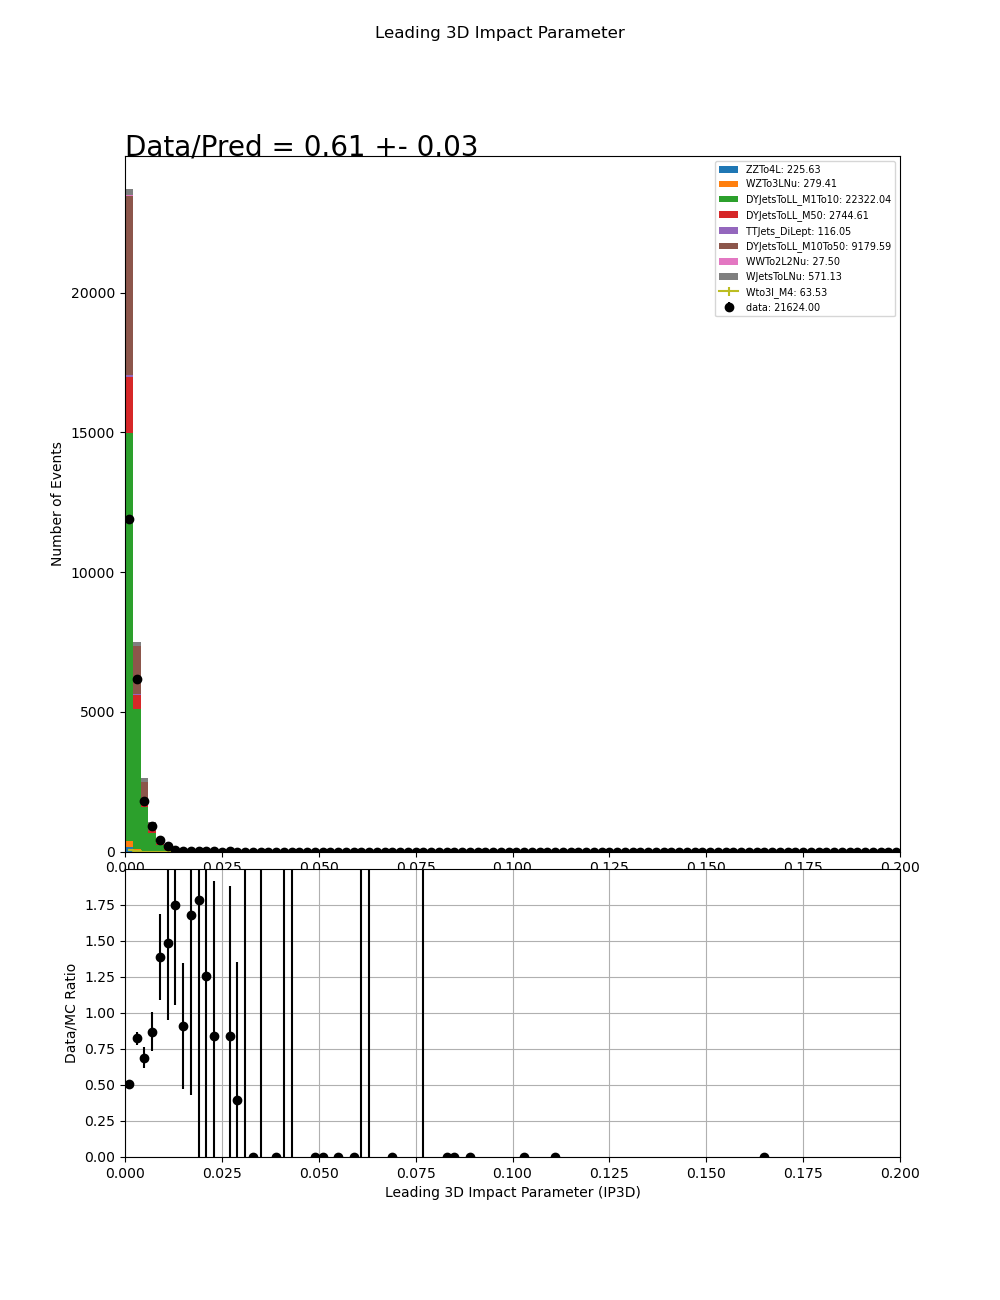 Leading 3D Impact Parameter
Data/Pred = 0.61 +- 0.03
ZZTo4L: 225.63
WZTo3LNu: 279.41
DYJetsToLL_M1To10: 22322.04
DYJetsToLL_M50: 2744.61
TTJets_DiLept: 116.05
DYJetsToLL_M10To50: 9179.59
WWTo2L2Nu: 27.50
WJetsToLNu: 571.13
Wto3l_M4: 63.53
data: 21624.00
Number of Events
20000
15000
10000
5000
0
0.000 0.025 0.050 0.075 0.100 0.125 0.150 0.175 0.200
Data/MC Ratio
1.75
1.50
1.25
1.00
0.75
0.50
0.25
0.00
0.000 0.025 0.050 0.075 0.100 0.125 0.150 0.175 0.200
Leading 3D Impact Parameter (IP3D)